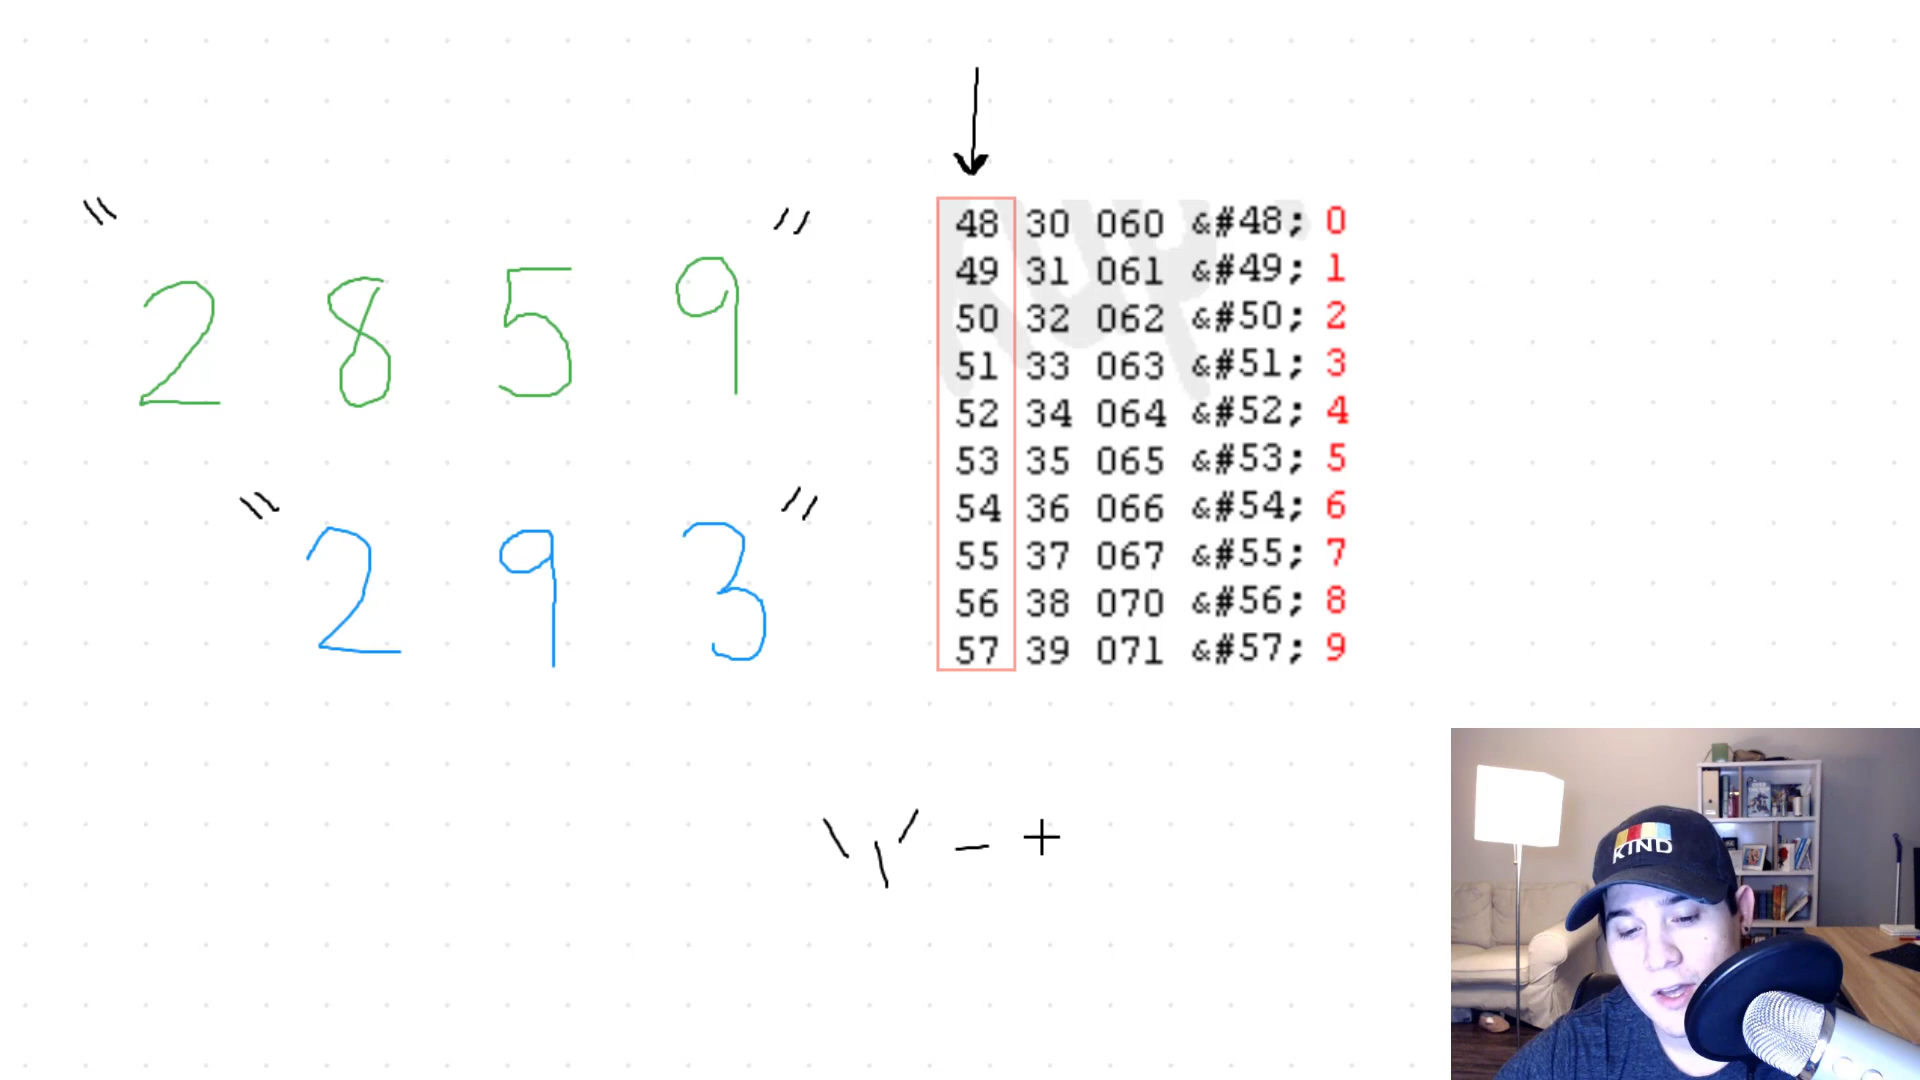 "2859"
"293"
48 30 060 &#48; 0
49 31 061 &#49; 1
50 32 062 &#50; 2
51 33 063 &#51; 3
52 34 064 &#52; 4
53 35 065 &#53; 5
54 36 066 &#54; 6
55 37 067 &#55; 7
56 38 070 &#56; 8
57 39 071 &#57; 9
- +
KIND